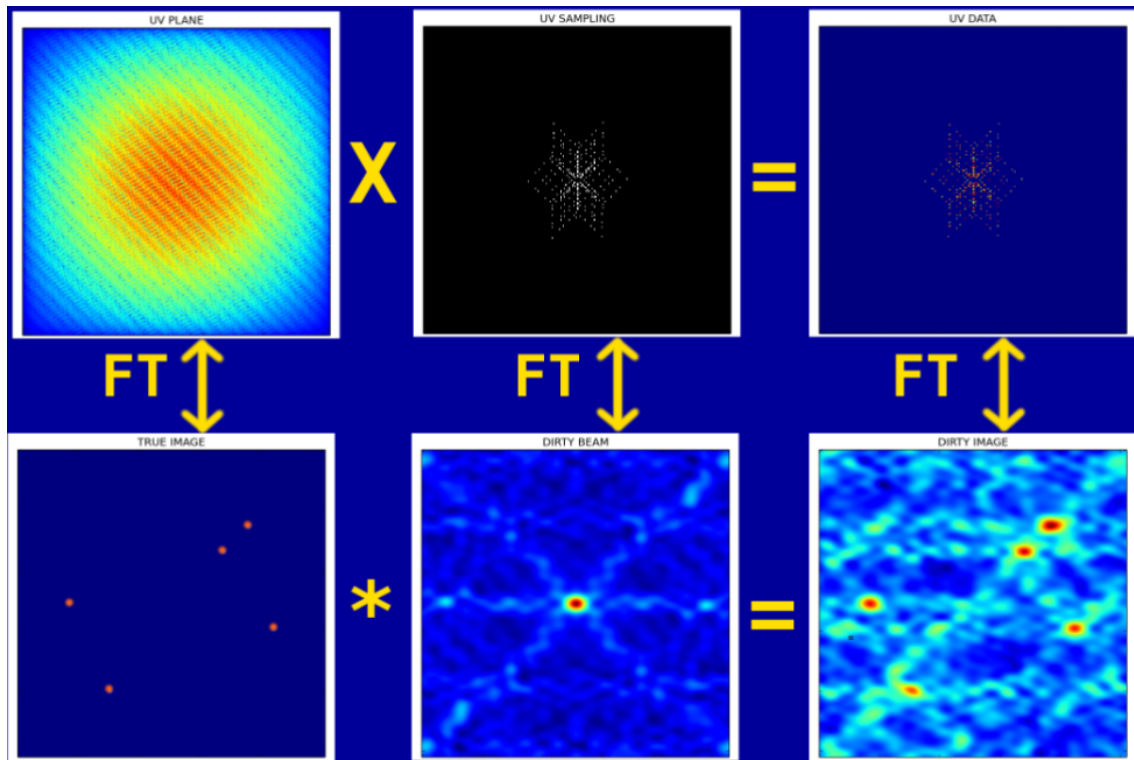 UV PLANE
UV SAMPLING
UV DATA
X
=
FT
FT
FT
TRUE IMAGE
DIRTY BEAM
DIRTY IMAGE
*
=